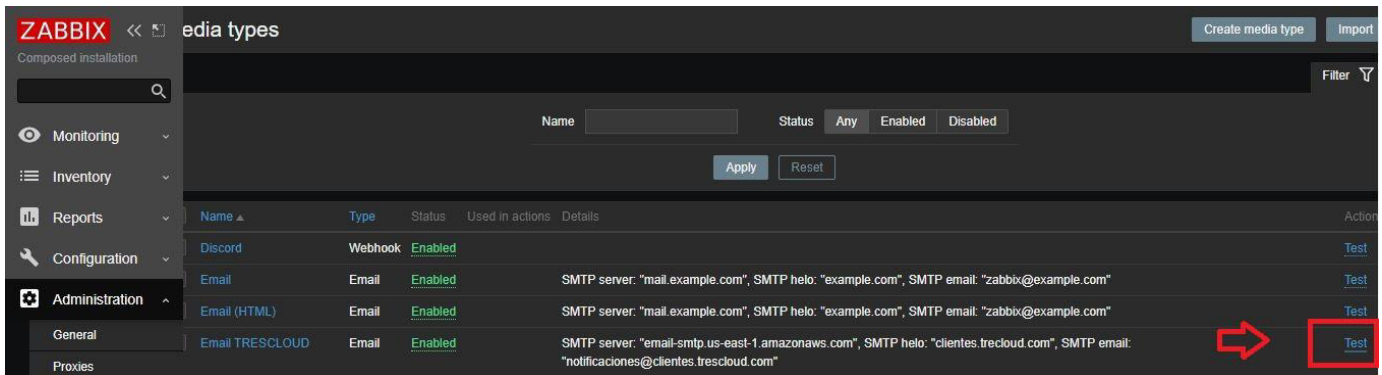 ZABBIX
edia types
Create media type
Import
Composed installation
Filter
Name
Status Any Enabled Disabled
Apply Reset
Monitoring
Inventory
Reports
Configuration
Administration
General
Proxies
Name Type Status Used in actions Details Action
Discord Webhook Enabled Test
Email Email Enabled SMTP server: "mail.example.com", SMTP helo: "example.com", SMTP email: "zabbix@example.com" Test
Email (HTML) Email Enabled SMTP server: "mail.example.com", SMTP helo: "example.com", SMTP email: "zabbix@example.com" Test
Email TRESCLOUD Email Enabled SMTP server: "email-smtp.us-east-1.amazonaws.com", SMTP helo: "clientes.trecloud.com", SMTP email: Test
"notificaciones@clientes.trescloud.com"